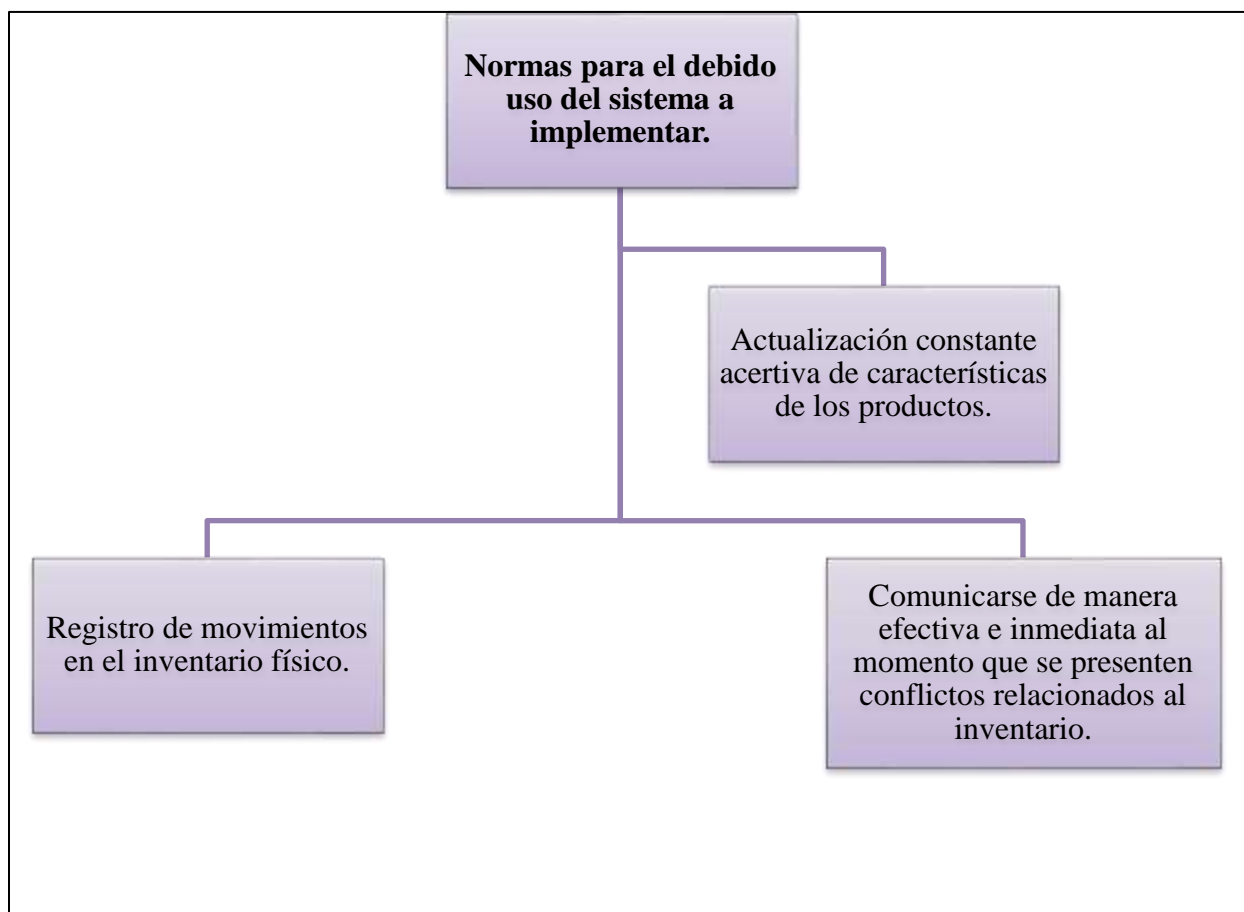 Normas para el debido
uso del sistema a
implementar.
Actualización constante
acertiva de características
de los productos.
Registro de movimientos
en el inventario físico.
Comunicarse de manera
efectiva e inmediata al
momento que se presenten
conflictos relacionados al
inventario.